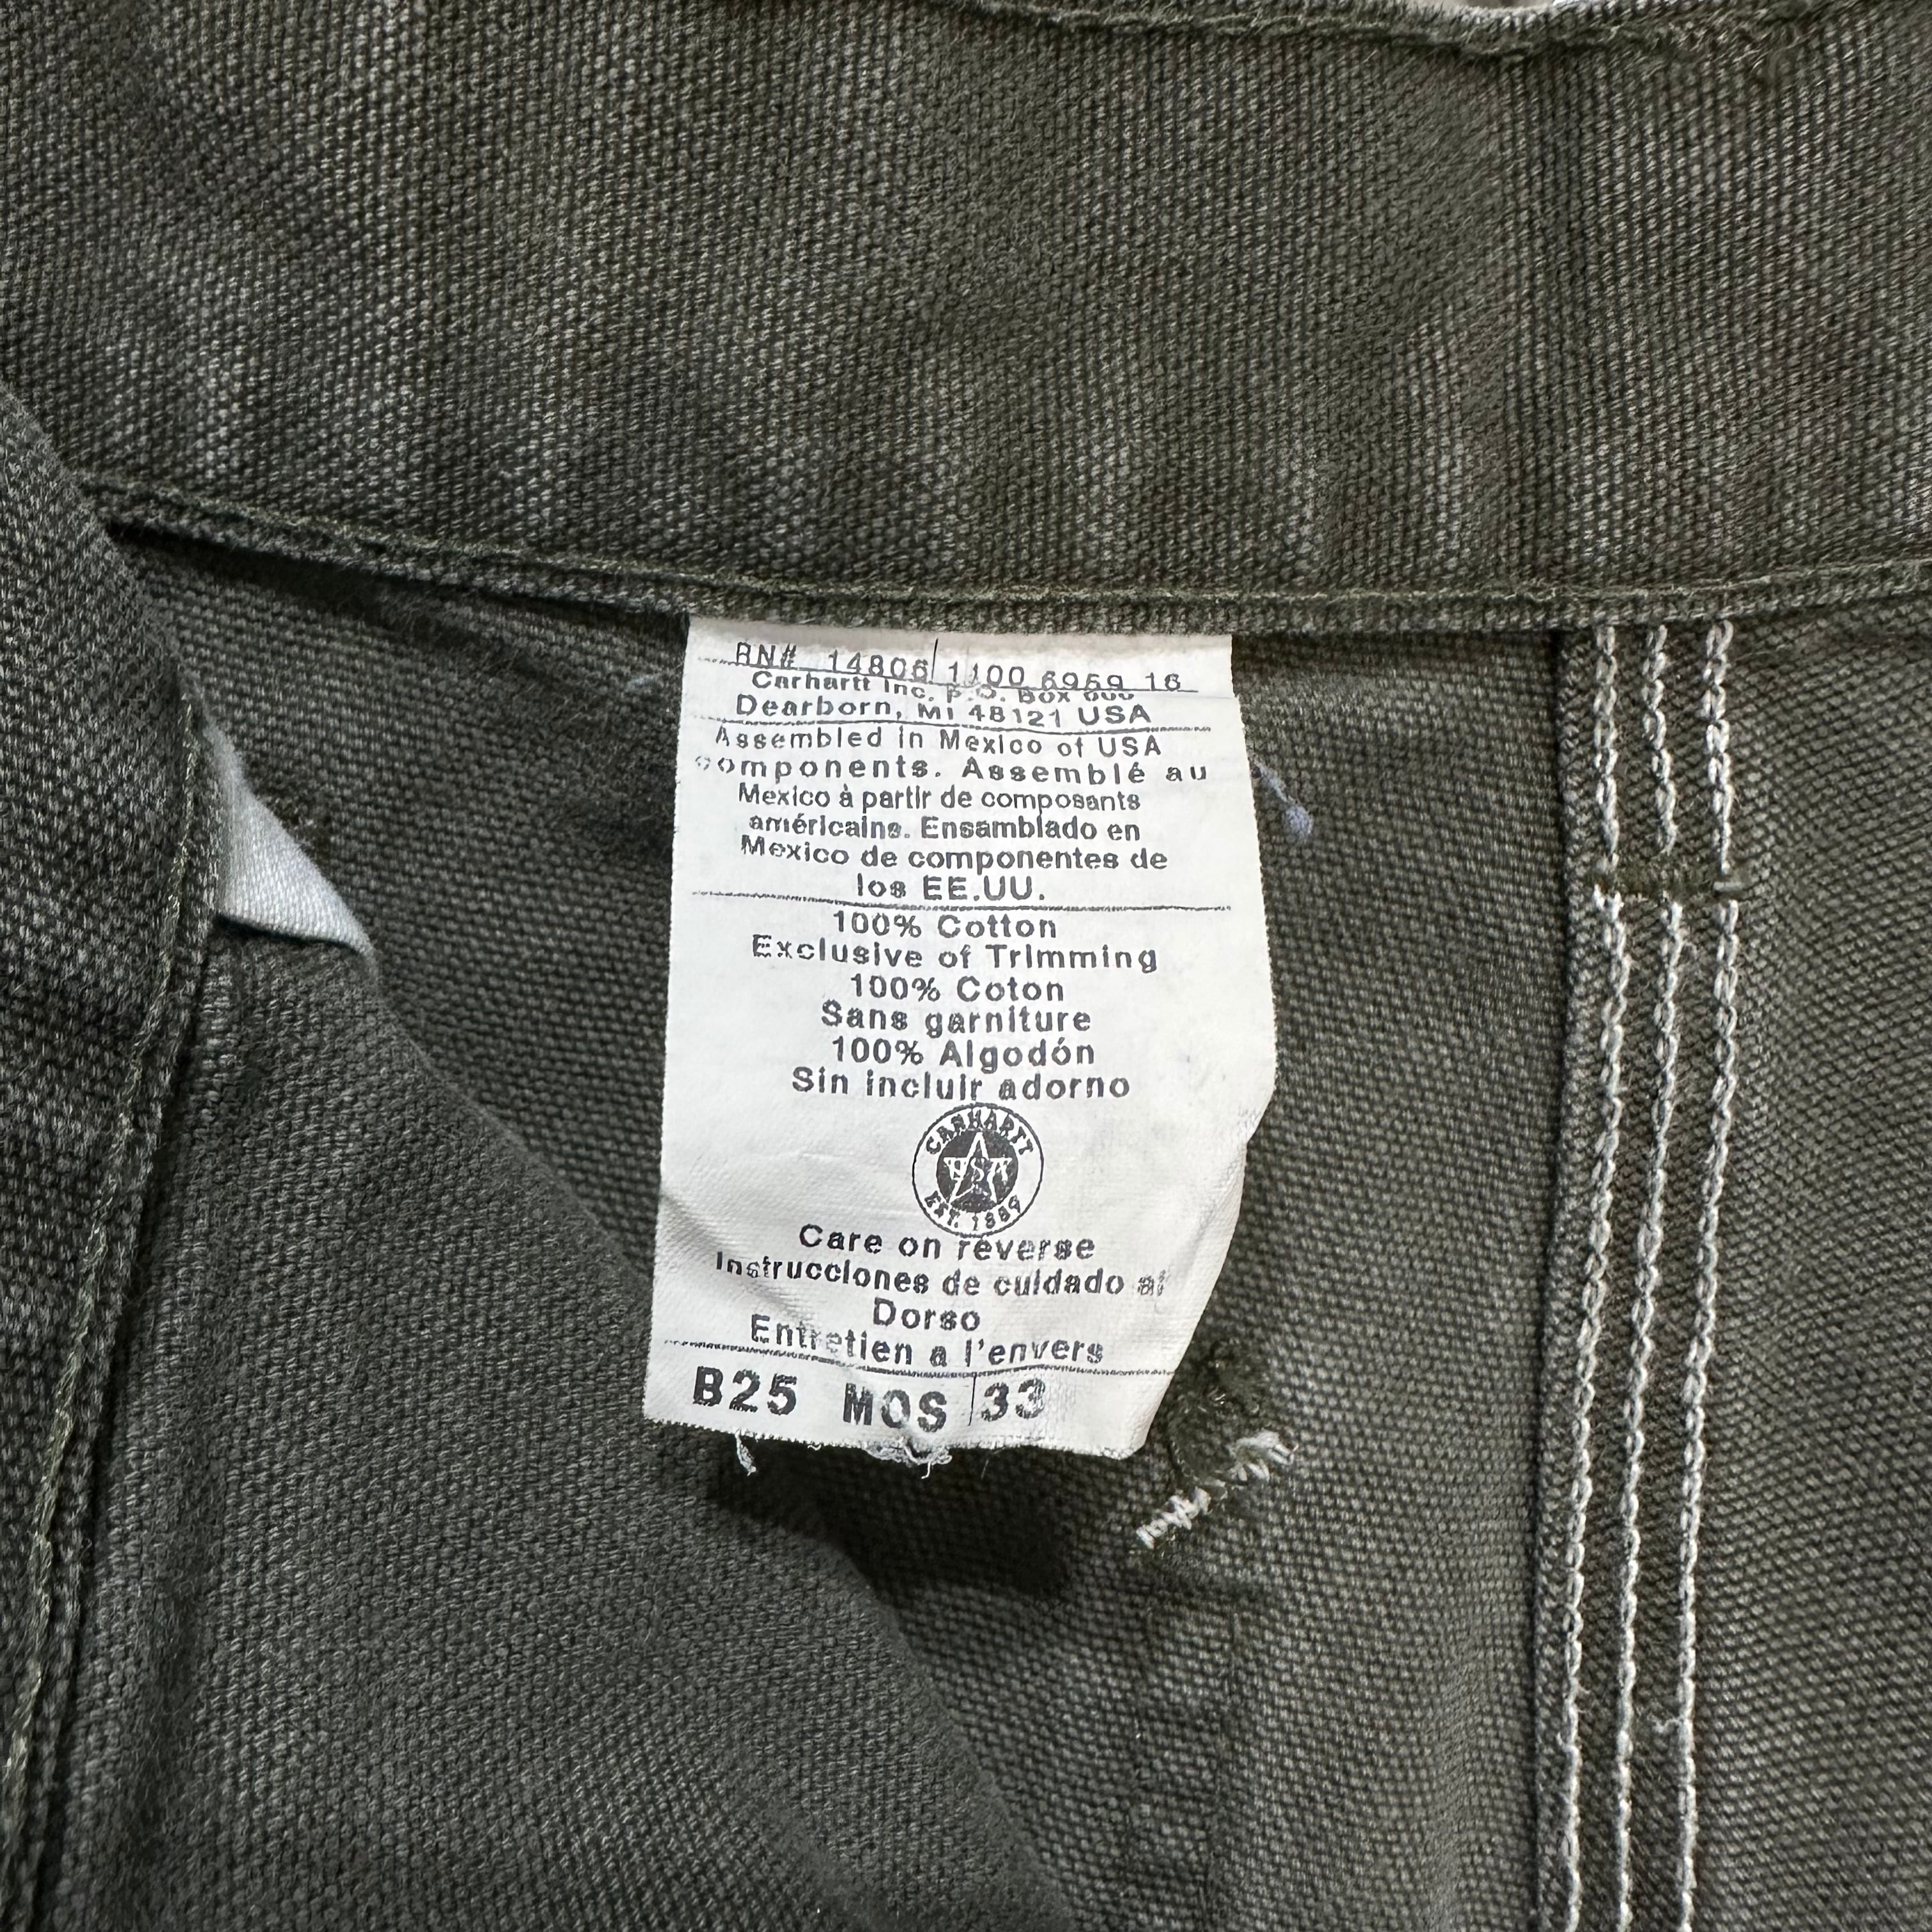 RN# 14806 1100 6969 16
Carhartt Inc. P.O. Box 600
Dearborn, MI 48121 USA
Assembled in Mexico of USA
components. Assemblé au
Mexico à partir de composants
américains. Ensamblado en
Mexico de componentes de
los EE.UU.
100% Cotton
Exclusive of Trimming
100% Coton
Sans garniture
100% Algodón
Sin incluir adorno
CARHARTT
USA
EST. 1889
Care on reverse
Instrucciones de cuidado al
Dorso
Entretien a l'envers
B25 MOS 33